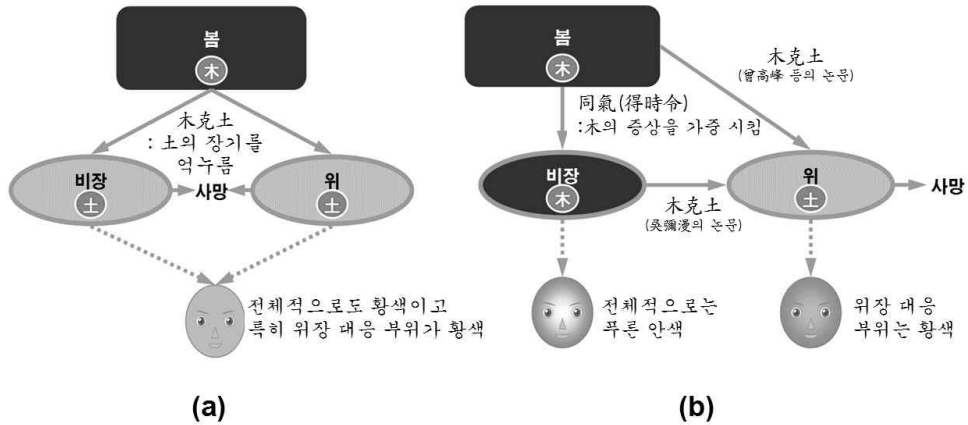 봄
木
木克土
: 土의 장기를
억누름
비장
土
사망
위
土
전체적으로도 황색이고
특히 위장 대응 부위가 황색
(a)
봄
木
木克土
(曾高峰 등의 논문)
同氣(得時令)
:木의 증상을 가중 시킴
비장
木
木克土
(吳彌漫의 논문)
위
土
사망
전체적으로는
푸른 안색
위장 대응
부위는 황색
(b)